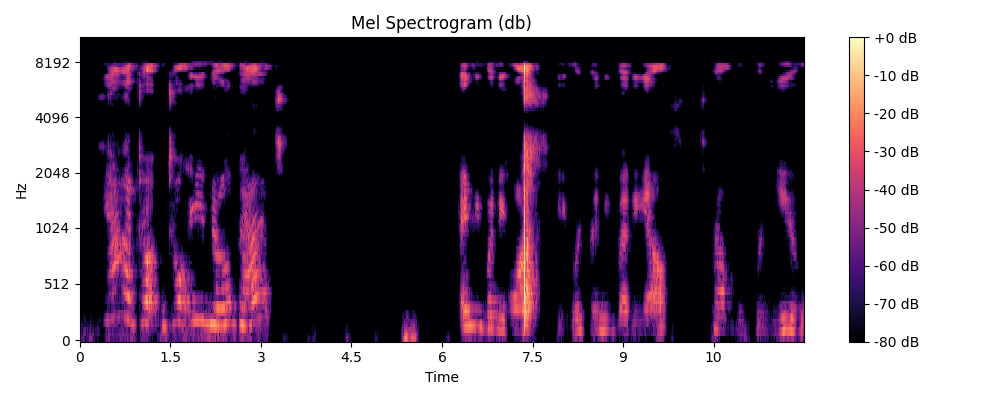 Mel Spectrogram (db)
8192
4096
2048
1024
512
0
Hz
0 1.5 3 4.5 6 7.5 9 10
Time
+0 dB
-10 dB
-20 dB
-30 dB
-40 dB
-50 dB
-60 dB
-70 dB
-80 dB